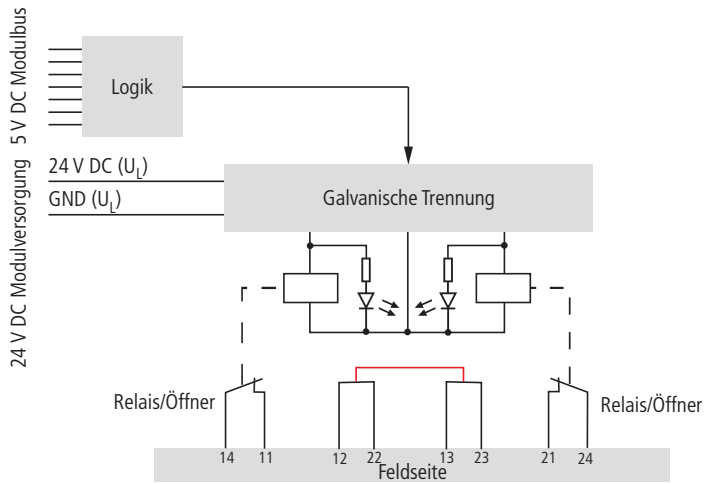 5 V DC Modulbus
Logik
24 V DC Modulversorgung
24 V DC (UL)
GND (UL)
Galvanische Trennung
Relais/Öffner
Relais/Öffner
14 11 12 22 13 23 21 24
Feldseite